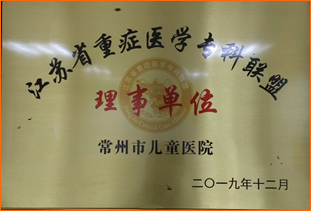 江苏省重症医学专科联盟
理事单位
常州市儿童医院
二〇一九年十二月